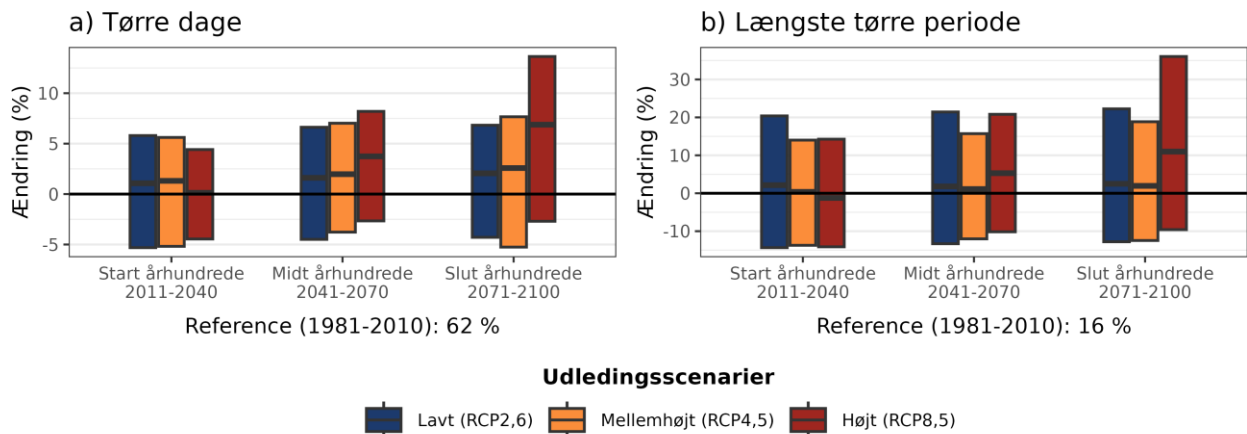 a) Tørre dage
Ændring (%)
10
5
0
-5
Start århundrede
2011-2040
Midt århundrede
2041-2070
Slut århundrede
2071-2100
Reference (1981-2010): 62 %
b) Længste tørre periode
Ændring (%)
30
20
10
0
-10
Start århundrede
2011-2040
Midt århundrede
2041-2070
Slut århundrede
2071-2100
Reference (1981-2010): 16 %
Udledingsscenarier
Lavt (RCP2,6)
Mellemhøjt (RCP4,5)
Højt (RCP8,5)